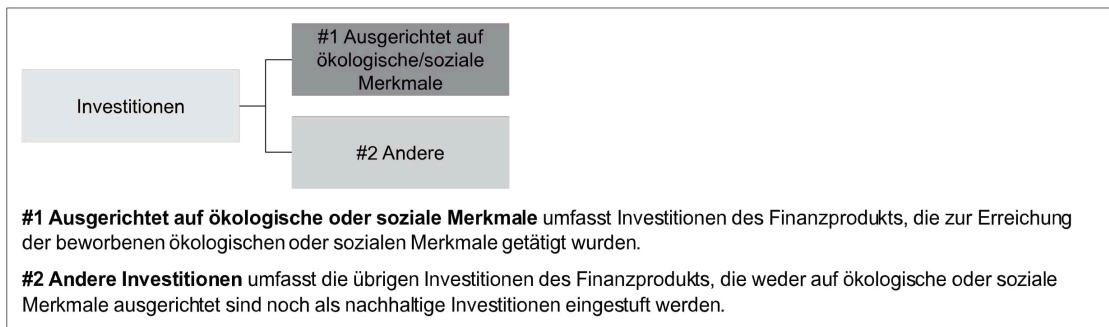 #1 Ausgerichtet auf
ökologische/soziale
Merkmale
Investitionen
#2 Andere
#1 Ausgerichtet auf ökologische oder soziale Merkmale umfasst Investitionen des Finanzprodukts, die zur Erreichung
der beworbenen ökologischen oder sozialen Merkmale getätigt wurden.
#2 Andere Investitionen umfasst die übrigen Investitionen des Finanzprodukts, die weder auf ökologische oder soziale
Merkmale ausgerichtet sind noch als nachhaltige Investitionen eingestuft werden.